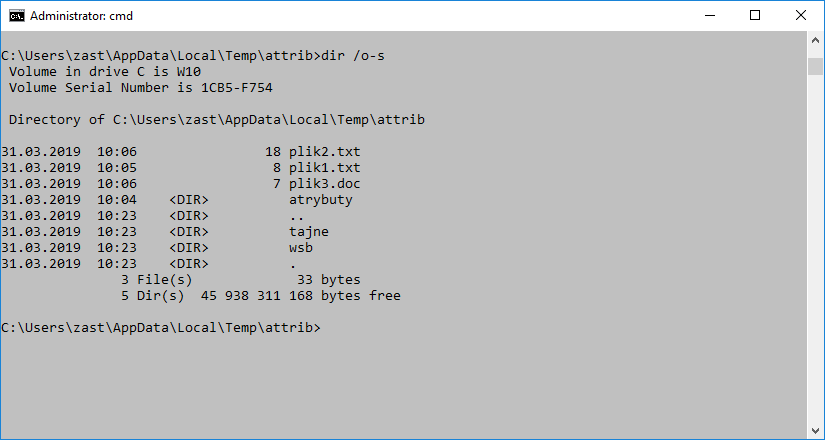 Administrator: cmd
C:\Users\zast\AppData\Local\Temp\attrib>dir /o-s
 Volume in drive C is W10
 Volume Serial Number is 1CB5-F754
 Directory of C:\Users\zast\AppData\Local\Temp\attrib
31.03.2019  10:06                18 plik2.txt
31.03.2019  10:05                 8 plik1.txt
31.03.2019  10:06                 7 plik3.doc
31.03.2019  10:04    <DIR>          atrybuty
31.03.2019  10:23    <DIR>          ..
31.03.2019  10:23    <DIR>          tajne
31.03.2019  10:23    <DIR>          wsb
31.03.2019  10:23    <DIR>          .
               3 File(s)             33 bytes
               5 Dir(s)  45 938 311 168 bytes free
C:\Users\zast\AppData\Local\Temp\attrib>